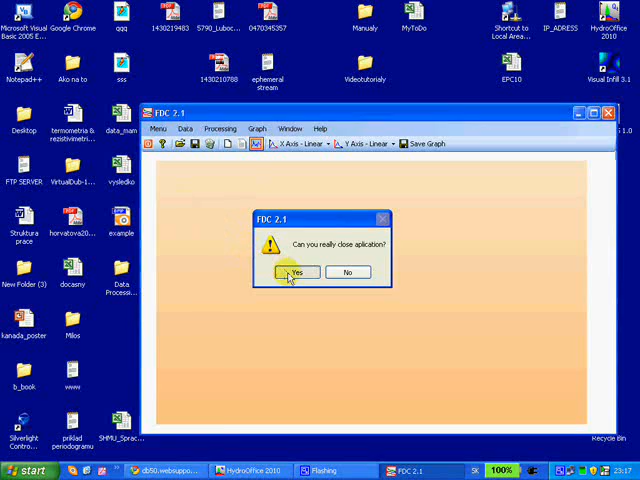 Microsoft Visual
Basic 2005 E...
Google Chrome
qqq
1430219483
5790_Luboc...
0470345357
Manualy
MyToDo
Shortcut to
Local Area...
IP_ADRESS
HydroOffice
2010
Notepad++
Ako na to
sss
1430210788
ephemeral
stream
Videotutorialy
EPC10
Visual Infill 3.1
Desktop
termometria &
rezistivimetri...
data_mam
FTP SERVER
VirtualDub-1...
vysledko
Struktura
prace
horvatova20...
example
New Folder (3)
docasny
Data
Processin...
kanada_poster
Milos
b_book
www
Silverlight
Contro...
priklad
periodogramu
SHMU_Sprac...
1.0
Recycle Bin
FDC 2.1
Menu
Data
Processing
Graph
Window
Help
X Axis - Linear
Y Axis - Linear
Save Graph
FDC 2.1
Can you really close aplication?
Yes
No
start
db50.websuppo...
HydroOffice 2010
Flashing
FDC 2.1
SK
100%
23:17